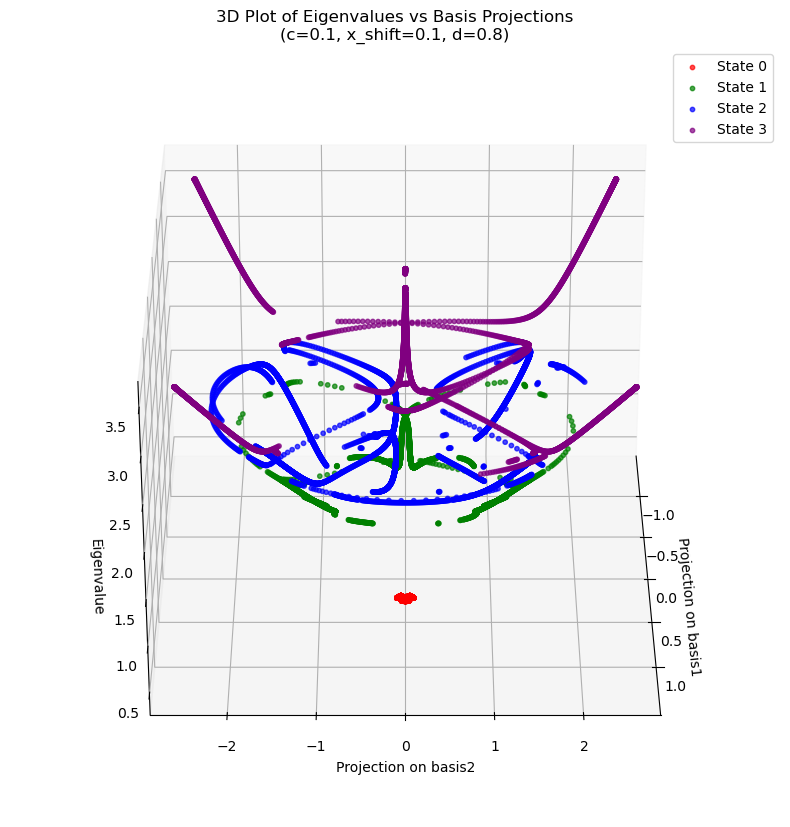 3D Plot of Eigenvalues vs Basis Projections
(c=0.1, x_shift=0.1, d=0.8)
State 0
State 1
State 2
State 3
3.5
3.0
2.5
2.0
1.5
1.0
0.5
Eigenvalue
−1.0
−0.5
0.0
0.5
1.0
Projection on basis1
−2
−1
0
1
2
Projection on basis2